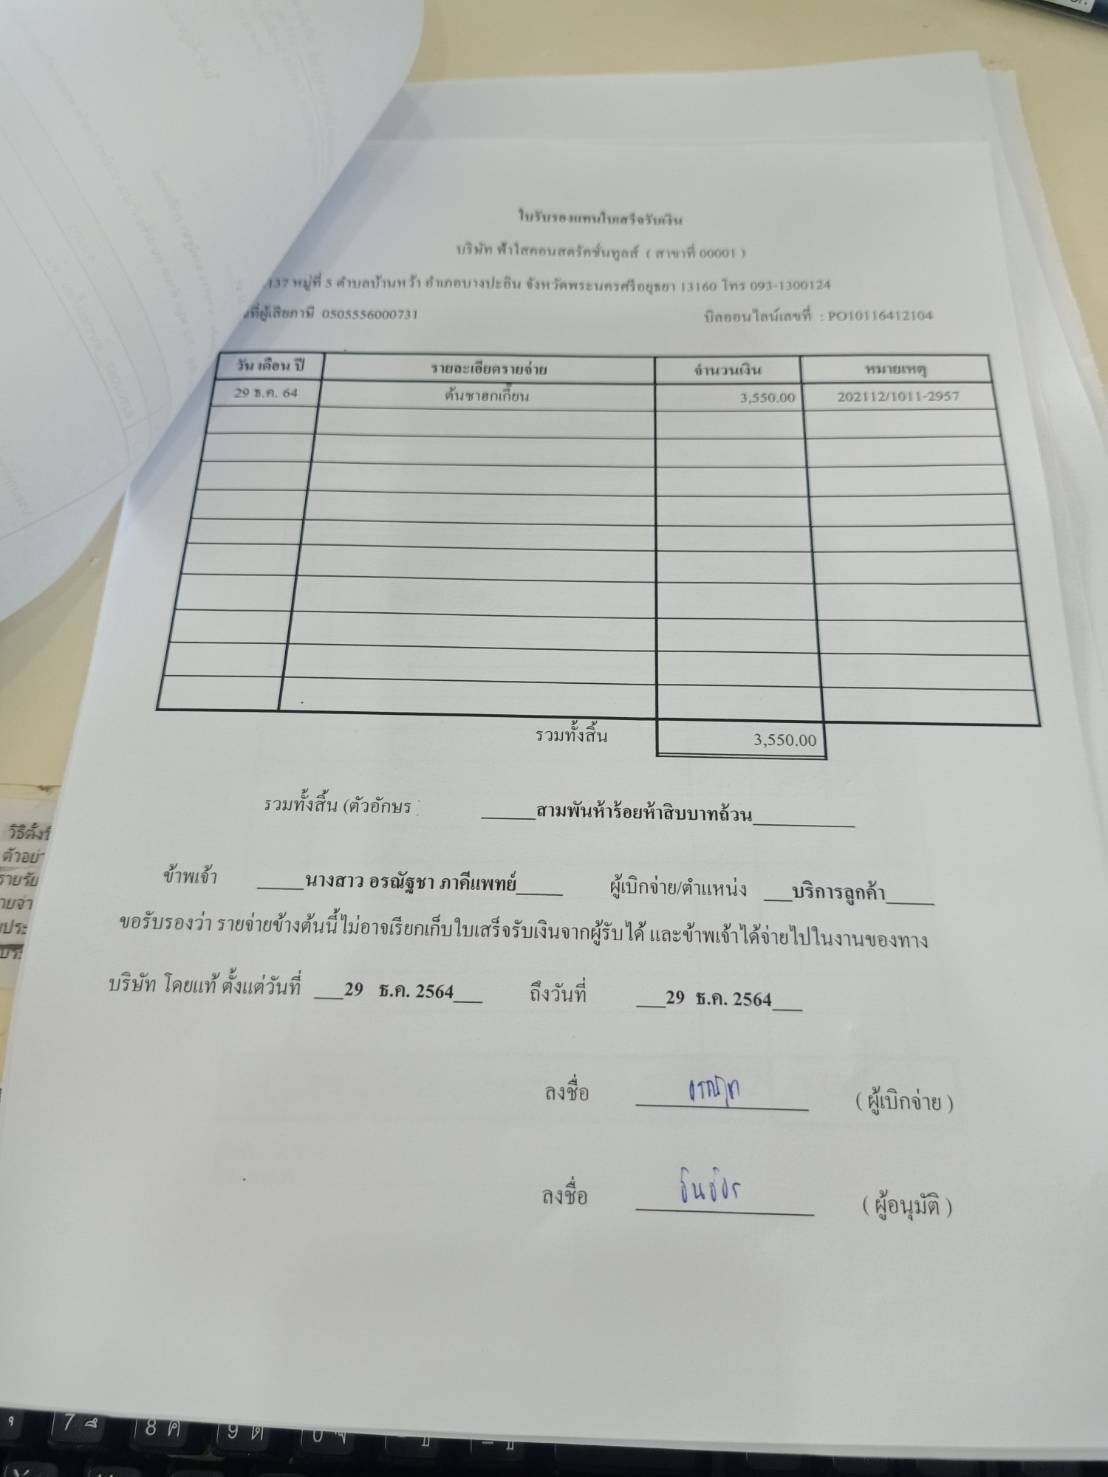 ใบรับรองแทนใบเสร็จรับเงิน
บริษัท ฟ้าใสคอนสตรัคชั่นทูลส์ ( สาขาที่ 00001 )
137 หมู่ที่ 5 ตำบลบ้านหว้า อำเภอบางปะอิน จังหวัดพระนครศรีอยุธยา 13160 โทร 093-1300124
ที่ผู้เสียภาษี 0505556000731 บิลออนไลน์เลขที่ : PO10116412104
วัน เดือน ปี รายละเอียดรายจ่าย จำนวนเงิน หมายเหตุ
29 ธ.ค. 64 ต้นชาฮกเกี้ยน 3,550.00 202112/1011-2957
รวมทั้งสิ้น 3,550.00
รวมทั้งสิ้น (ตัวอักษร สามพันห้าร้อยห้าสิบบาทถ้วน
ข้าพเจ้า นางสาว อรณัฐชา ภาคีแพทย์ ผู้เบิกจ่าย/ตำแหน่ง บริการลูกค้า
ขอรับรองว่า รายจ่ายข้างต้นนี้ไม่อาจเรียกเก็บใบเสร็จรับเงินจากผู้รับได้ และข้าพเจ้าได้จ่ายไปในงานของทาง
บริษัท โดยแท้ ตั้งแต่วันที่ 29 ธ.ค. 2564 ถึงวันที่ 29 ธ.ค. 2564
ลงชื่อ ( ผู้เบิกจ่าย )
ลงชื่อ ( ผู้อนุมัติ )
วิธีตั้ง
7 8 ค 9 ต